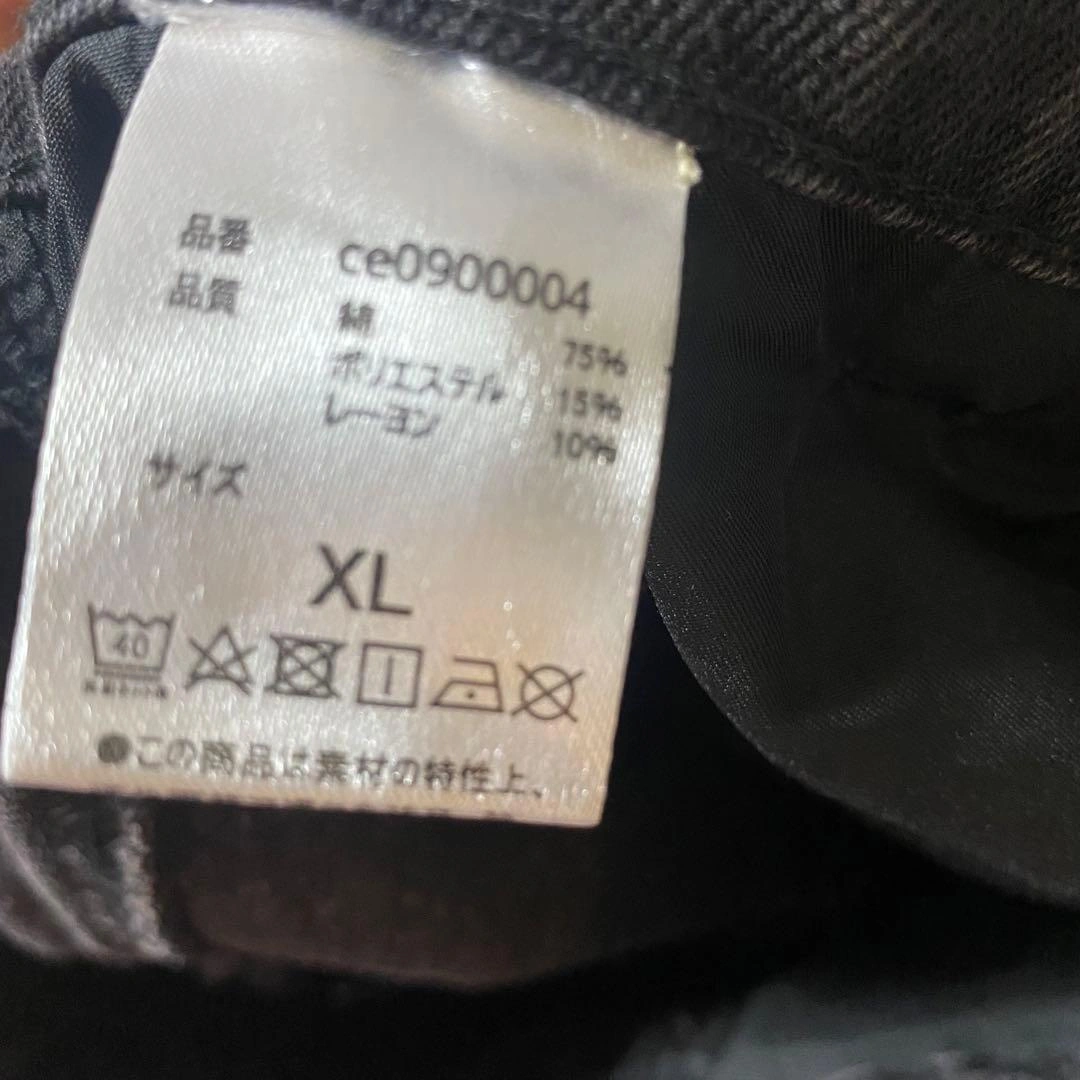 品番 ce0900004
品質 綿 75%
ポリエステル 15%
レーヨン 10%
サイズ
XL
40
●この商品は素材の特性上、